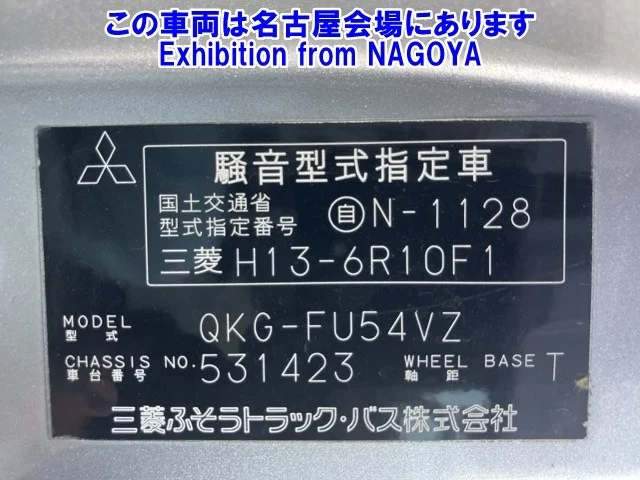 この車両は名古屋会場にあります
Exhibition from NAGOYA
騒音型式指定車
国土交通省
型式指定番号 自N-1128
三菱 H13-6R10F1
MODEL
型式 QKG-FU54VZ
CHASSIS NO. 531423 WHEEL BASE T
車台番号 軸距
三菱ふそうトラック・バス株式会社